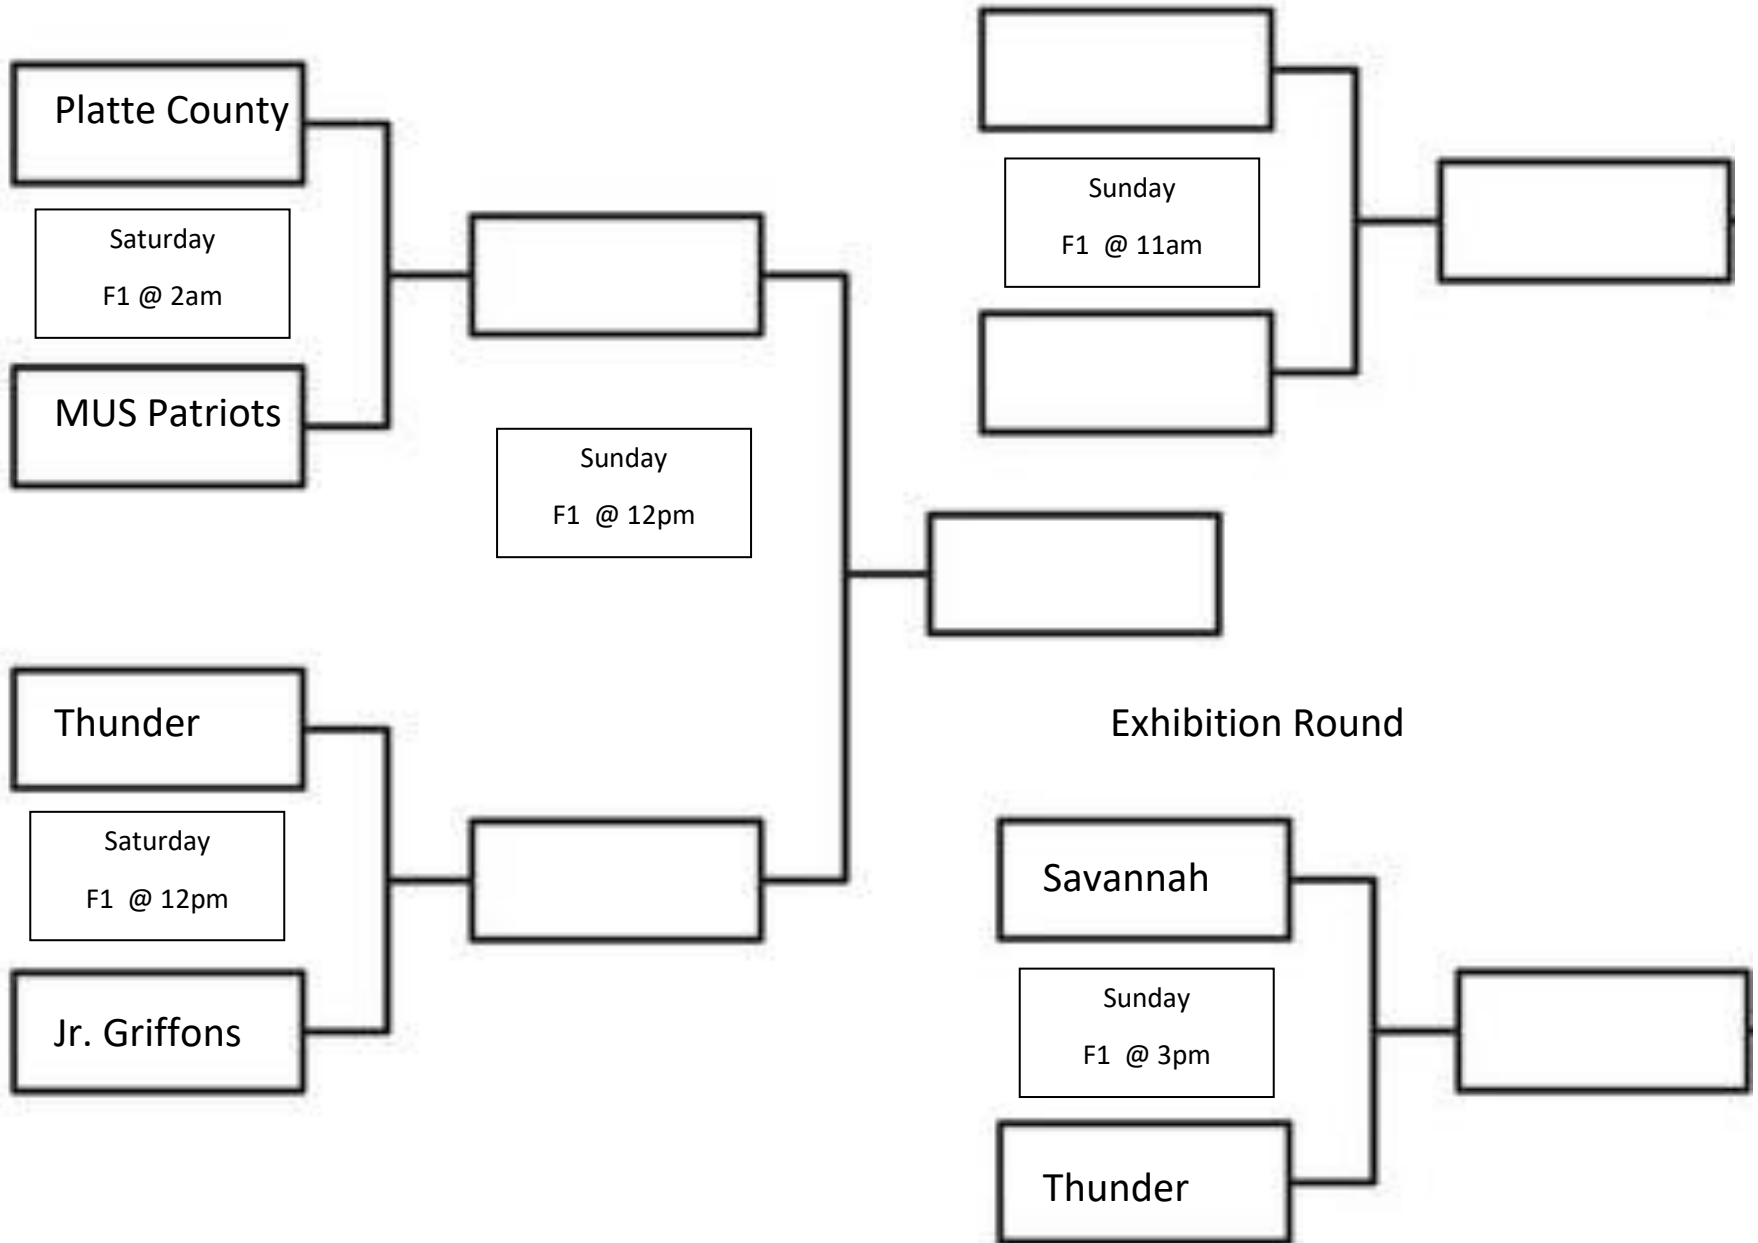 Platte County
Saturday
F1 @ 2am
MUS Patriots
Sunday
F1 @ 12pm
Thunder
Saturday
F1 @ 12pm
Jr. Griffons
Sunday
F1 @ 11am
Exhibition Round
Savannah
Sunday
F1 @ 3pm
Thunder